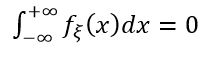 ∫_{-∞}^{+∞} f_ξ(x)dx = 0